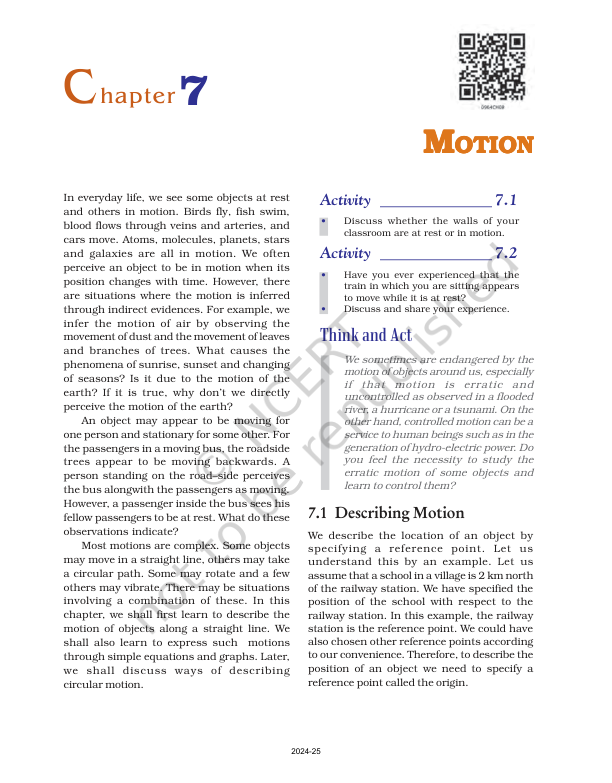 Chapter 7
0964CH08
MOTION
In everyday life, we see some objects at rest
and others in motion. Birds fly, fish swim,
blood flows through veins and arteries, and
cars move. Atoms, molecules, planets, stars
and galaxies are all in motion. We often
perceive an object to be in motion when its
position changes with time. However, there
are situations where the motion is inferred
through indirect evidences. For example, we
infer the motion of air by observing the
movement of dust and the movement of leaves
and branches of trees. What causes the
phenomena of sunrise, sunset and changing
of seasons? Is it due to the motion of the
earth? If it is true, why don't we directly
perceive the motion of the earth?
An object may appear to be moving for
one person and stationary for some other. For
the passengers in a moving bus, the roadside
trees appear to be moving backwards. A
person standing on the road–side perceives
the bus alongwith the passengers as moving.
However, a passenger inside the bus sees his
fellow passengers to be at rest. What do these
observations indicate?
Most motions are complex. Some objects
may move in a straight line, others may take
a circular path. Some may rotate and a few
others may vibrate. There may be situations
involving a combination of these. In this
chapter, we shall first learn to describe the
motion of objects along a straight line. We
shall also learn to express such motions
through simple equations and graphs. Later,
we shall discuss ways of describing
circular motion.
Activity ______________ 7.1
• Discuss whether the walls of your
classroom are at rest or in motion.
Activity ______________ 7.2
• Have you ever experienced that the
train in which you are sitting appears
to move while it is at rest?
• Discuss and share your experience.
Think and Act
We sometimes are endangered by the
motion of objects around us, especially
if that motion is erratic and
uncontrolled as observed in a flooded
river, a hurricane or a tsunami. On the
other hand, controlled motion can be a
service to human beings such as in the
generation of hydro-electric power. Do
you feel the necessity to study the
erratic motion of some objects and
learn to control them?
7.1 Describing Motion
We describe the location of an object by
specifying a reference point. Let us
understand this by an example. Let us
assume that a school in a village is 2 km north
of the railway station. We have specified the
position of the school with respect to the
railway station. In this example, the railway
station is the reference point. We could have
also chosen other reference points according
to our convenience. Therefore, to describe the
position of an object we need to specify a
reference point called the origin.
© NCERT
not to be republished
2024-25